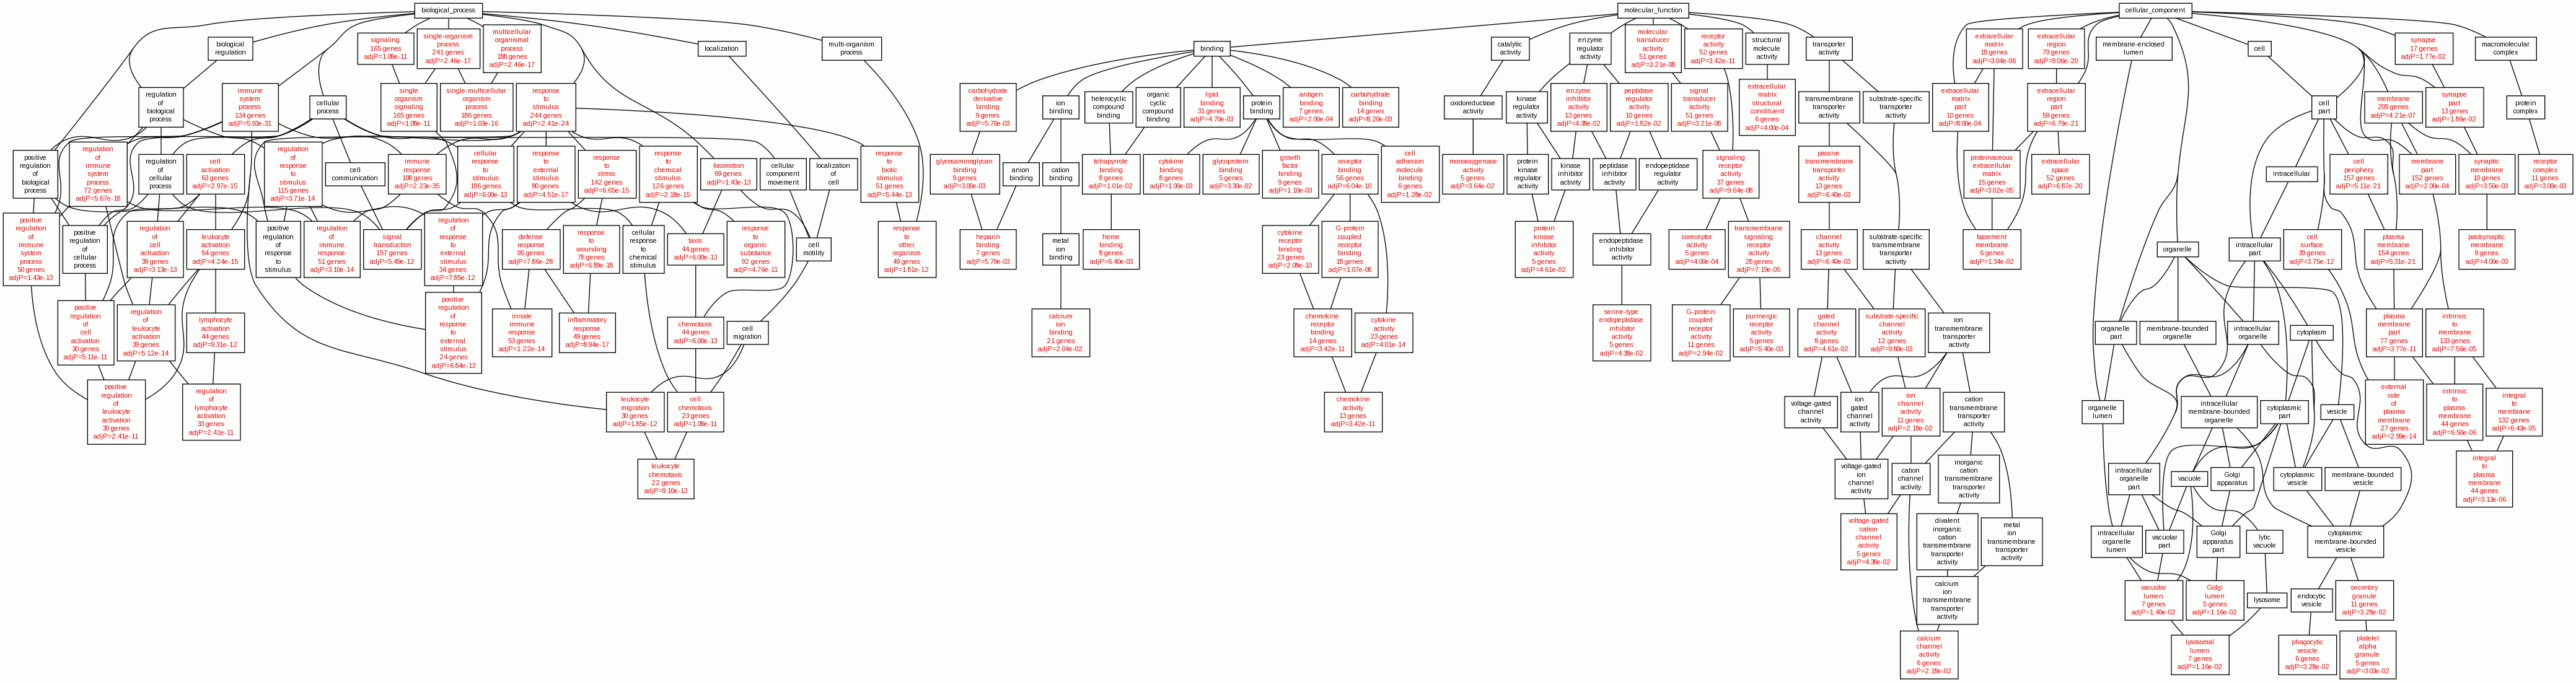 biological_process
molecular_function
cellular_component
biological
regulation
signaling
165 genes
adjP=1.05e-11
single-organism
process
241 genes
adjP=2.46e-17
multicellular
organismal
process
188 genes
adjP=2.46e-17
localization
multi-organism
process
binding
catalytic
activity
enzyme
regulator
activity
molecular
transducer
activity
51 genes
adjP=3.21e-08
receptor
activity
52 genes
adjP=3.42e-11
structural
molecule
activity
transporter
activity
extracellular
matrix
18 genes
adjP=3.04e-06
extracellular
region
79 genes
adjP=9.06e-20
membrane-enclosed
lumen
cell
synapse
17 genes
adjP=1.77e-02
macromolecular
complex
regulation
of
biological
process
immune
system
process
134 genes
adjP=5.93e-31
cellular
process
single
organism
signaling
165 genes
adjP=1.05e-11
single-multicellular
organism
process
186 genes
adjP=1.03e-16
response
to
stimulus
244 genes
adjP=2.41e-24
carbohydrate
derivative
binding
9 genes
adjP=5.70e-03
ion
binding
heterocyclic
compound
binding
organic
cyclic
compound
binding
lipid
binding
31 genes
adjP=4.70e-03
protein
binding
antigen
binding
7 genes
adjP=2.00e-04
carbohydrate
binding
14 genes
adjP=8.20e-03
oxidoreductase
activity
kinase
regulator
activity
enzyme
inhibitor
activity
13 genes
adjP=4.38e-02
peptidase
regulator
activity
10 genes
adjP=1.82e-02
signal
transducer
activity
51 genes
adjP=3.21e-08
extracellular
matrix
structural
constituent
6 genes
adjP=4.00e-04
transmembrane
transporter
activity
substrate-specific
transporter
activity
extracellular
matrix
part
10 genes
adjP=8.00e-04
extracellular
region
part
59 genes
adjP=6.79e-21
cell
part
membrane
209 genes
adjP=4.21e-07
synapse
part
13 genes
adjP=1.86e-02
protein
complex
positive
regulation
of
biological
process
regulation
of
immune
system
process
72 genes
adjP=5.67e-18
regulation
of
cellular
process
cell
activation
63 genes
adjP=2.97e-15
regulation
of
response
to
stimulus
115 genes
adjP=3.71e-14
cell
communication
immune
response
108 genes
adjP=2.23e-35
cellular
response
to
stimulus
186 genes
adjP=6.00e-13
response
to
external
stimulus
80 genes
adjP=4.51e-17
response
to
stress
142 genes
adjP=6.65e-15
response
to
chemical
stimulus
126 genes
adjP=2.18e-15
locomotion
69 genes
adjP=1.43e-13
cellular
component
movement
localization
of
cell
response
to
biotic
stimulus
51 genes
adjP=5.44e-13
glycosaminoglycan
binding
9 genes
adjP=3.00e-03
anion
binding
cation
binding
tetrapyrrole
binding
8 genes
adjP=1.01e-02
cytokine
binding
8 genes
adjP=1.00e-03
glycoprotein
binding
5 genes
adjP=3.30e-02
growth
factor
binding
9 genes
adjP=1.10e-03
receptor
binding
56 genes
adjP=6.04e-10
cell
adhesion
molecule
binding
6 genes
adjP=1.28e-02
monooxygenase
activity
5 genes
adjP=3.64e-02
protein
kinase
regulator
activity
kinase
inhibitor
activity
peptidase
inhibitor
activity
endopeptidase
regulator
activity
signaling
receptor
activity
37 genes
adjP=9.64e-05
passive
transmembrane
transporter
activity
13 genes
adjP=6.40e-03
proteinaceous
extracellular
matrix
15 genes
adjP=3.02e-05
extracellular
space
52 genes
adjP=6.87e-20
intracellular
cell
periphery
157 genes
adjP=5.11e-21
membrane
part
152 genes
adjP=2.00e-04
synaptic
membrane
10 genes
adjP=3.50e-03
receptor
complex
11 genes
adjP=3.00e-03
positive
regulation
of
immune
system
process
50 genes
adjP=1.43e-13
positive
regulation
of
cellular
process
regulation
of
cell
activation
39 genes
adjP=3.13e-13
leukocyte
activation
54 genes
adjP=4.24e-15
positive
regulation
of
response
to
stimulus
regulation
of
immune
response
51 genes
adjP=3.10e-14
signal
transduction
157 genes
adjP=5.49e-12
regulation
of
response
to
external
stimulus
34 genes
adjP=7.65e-12
defense
response
95 genes
adjP=7.86e-28
response
to
wounding
78 genes
adjP=6.89e-18
cellular
response
to
chemical
stimulus
taxis
44 genes
adjP=6.00e-13
response
to
organic
substance
92 genes
adjP=4.76e-11
cell
motility
response
to
other
organism
49 genes
adjP=1.81e-12
heparin
binding
7 genes
adjP=5.70e-03
metal
ion
binding
heme
binding
8 genes
adjP=6.40e-03
cytokine
receptor
binding
23 genes
adjP=2.08e-10
G-protein
coupled
receptor
binding
18 genes
adjP=1.07e-08
protein
kinase
inhibitor
activity
5 genes
adjP=4.61e-02
endopeptidase
inhibitor
activity
coreceptor
activity
5 genes
adjP=4.00e-04
transmembrane
signaling
receptor
activity
28 genes
adjP=7.19e-05
channel
activity
13 genes
adjP=6.40e-03
substrate-specific
transmembrane
transporter
activity
basement
membrane
6 genes
adjP=1.34e-02
organelle
intracellular
part
cell
surface
39 genes
adjP=3.75e-12
plasma
membrane
154 genes
adjP=5.31e-21
postsynaptic
membrane
9 genes
adjP=4.00e-03
positive
regulation
of
cell
activation
30 genes
adjP=5.11e-11
regulation
of
leukocyte
activation
39 genes
adjP=5.12e-14
lymphocyte
activation
44 genes
adjP=9.31e-12
positive
regulation
of
response
to
external
stimulus
24 genes
adjP=6.84e-13
innate
immune
response
53 genes
adjP=1.22e-14
inflammatory
response
49 genes
adjP=8.94e-17
chemotaxis
44 genes
adjP=6.00e-13
cell
migration
calcium
ion
binding
21 genes
adjP=2.04e-02
chemokine
receptor
binding
14 genes
adjP=3.42e-11
cytokine
activity
23 genes
adjP=4.01e-14
serine-type
endopeptidase
inhibitor
activity
5 genes
adjP=4.38e-02
G-protein
coupled
receptor
activity
11 genes
adjP=2.94e-02
purinergic
receptor
activity
5 genes
adjP=5.40e-03
gated
channel
activity
8 genes
adjP=4.61e-02
substrate-specific
channel
activity
12 genes
adjP=9.80e-03
ion
transmembrane
transporter
activity
organelle
part
membrane-bounded
organelle
intracellular
organelle
cytoplasm
plasma
membrane
part
77 genes
adjP=3.77e-11
intrinsic
to
membrane
133 genes
adjP=7.56e-05
positive
regulation
of
leukocyte
activation
30 genes
adjP=2.41e-11
regulation
of
lymphocyte
activation
33 genes
adjP=2.41e-11
leukocyte
migration
30 genes
adjP=1.85e-12
cell
chemotaxis
23 genes
adjP=1.08e-11
chemokine
activity
13 genes
adjP=3.42e-11
voltage-gated
channel
activity
ion
gated
channel
activity
ion
channel
activity
11 genes
adjP=2.18e-02
cation
transmembrane
transporter
activity
organelle
lumen
intracellular
membrane-bounded
organelle
cytoplasmic
part
vesicle
external
side
of
plasma
membrane
27 genes
adjP=2.99e-14
intrinsic
to
plasma
membrane
44 genes
adjP=6.50e-06
integral
to
membrane
132 genes
adjP=6.43e-05
leukocyte
chemotaxis
22 genes
adjP=9.10e-13
voltage-gated
ion
channel
activity
cation
channel
activity
inorganic
cation
transmembrane
transporter
activity
intracellular
organelle
part
vacuole
Golgi
apparatus
cytoplasmic
vesicle
membrane-bounded
vesicle
integral
to
plasma
membrane
44 genes
adjP=3.13e-06
voltage-gated
cation
channel
activity
5 genes
adjP=4.38e-02
divalent
inorganic
cation
transmembrane
transporter
activity
metal
ion
transmembrane
transporter
activity
intracellular
organelle
lumen
vacuolar
part
Golgi
apparatus
part
lytic
vacuole
cytoplasmic
membrane-bounded
vesicle
calcium
ion
transmembrane
transporter
activity
vacuolar
lumen
7 genes
adjP=1.40e-02
Golgi
lumen
5 genes
adjP=1.16e-02
lysosome
endocytic
vesicle
secretory
granule
11 genes
adjP=3.28e-02
calcium
channel
activity
6 genes
adjP=2.15e-02
lysosomal
lumen
7 genes
adjP=1.16e-02
phagocytic
vesicle
6 genes
adjP=3.28e-02
platelet
alpha
granule
5 genes
adjP=3.03e-02